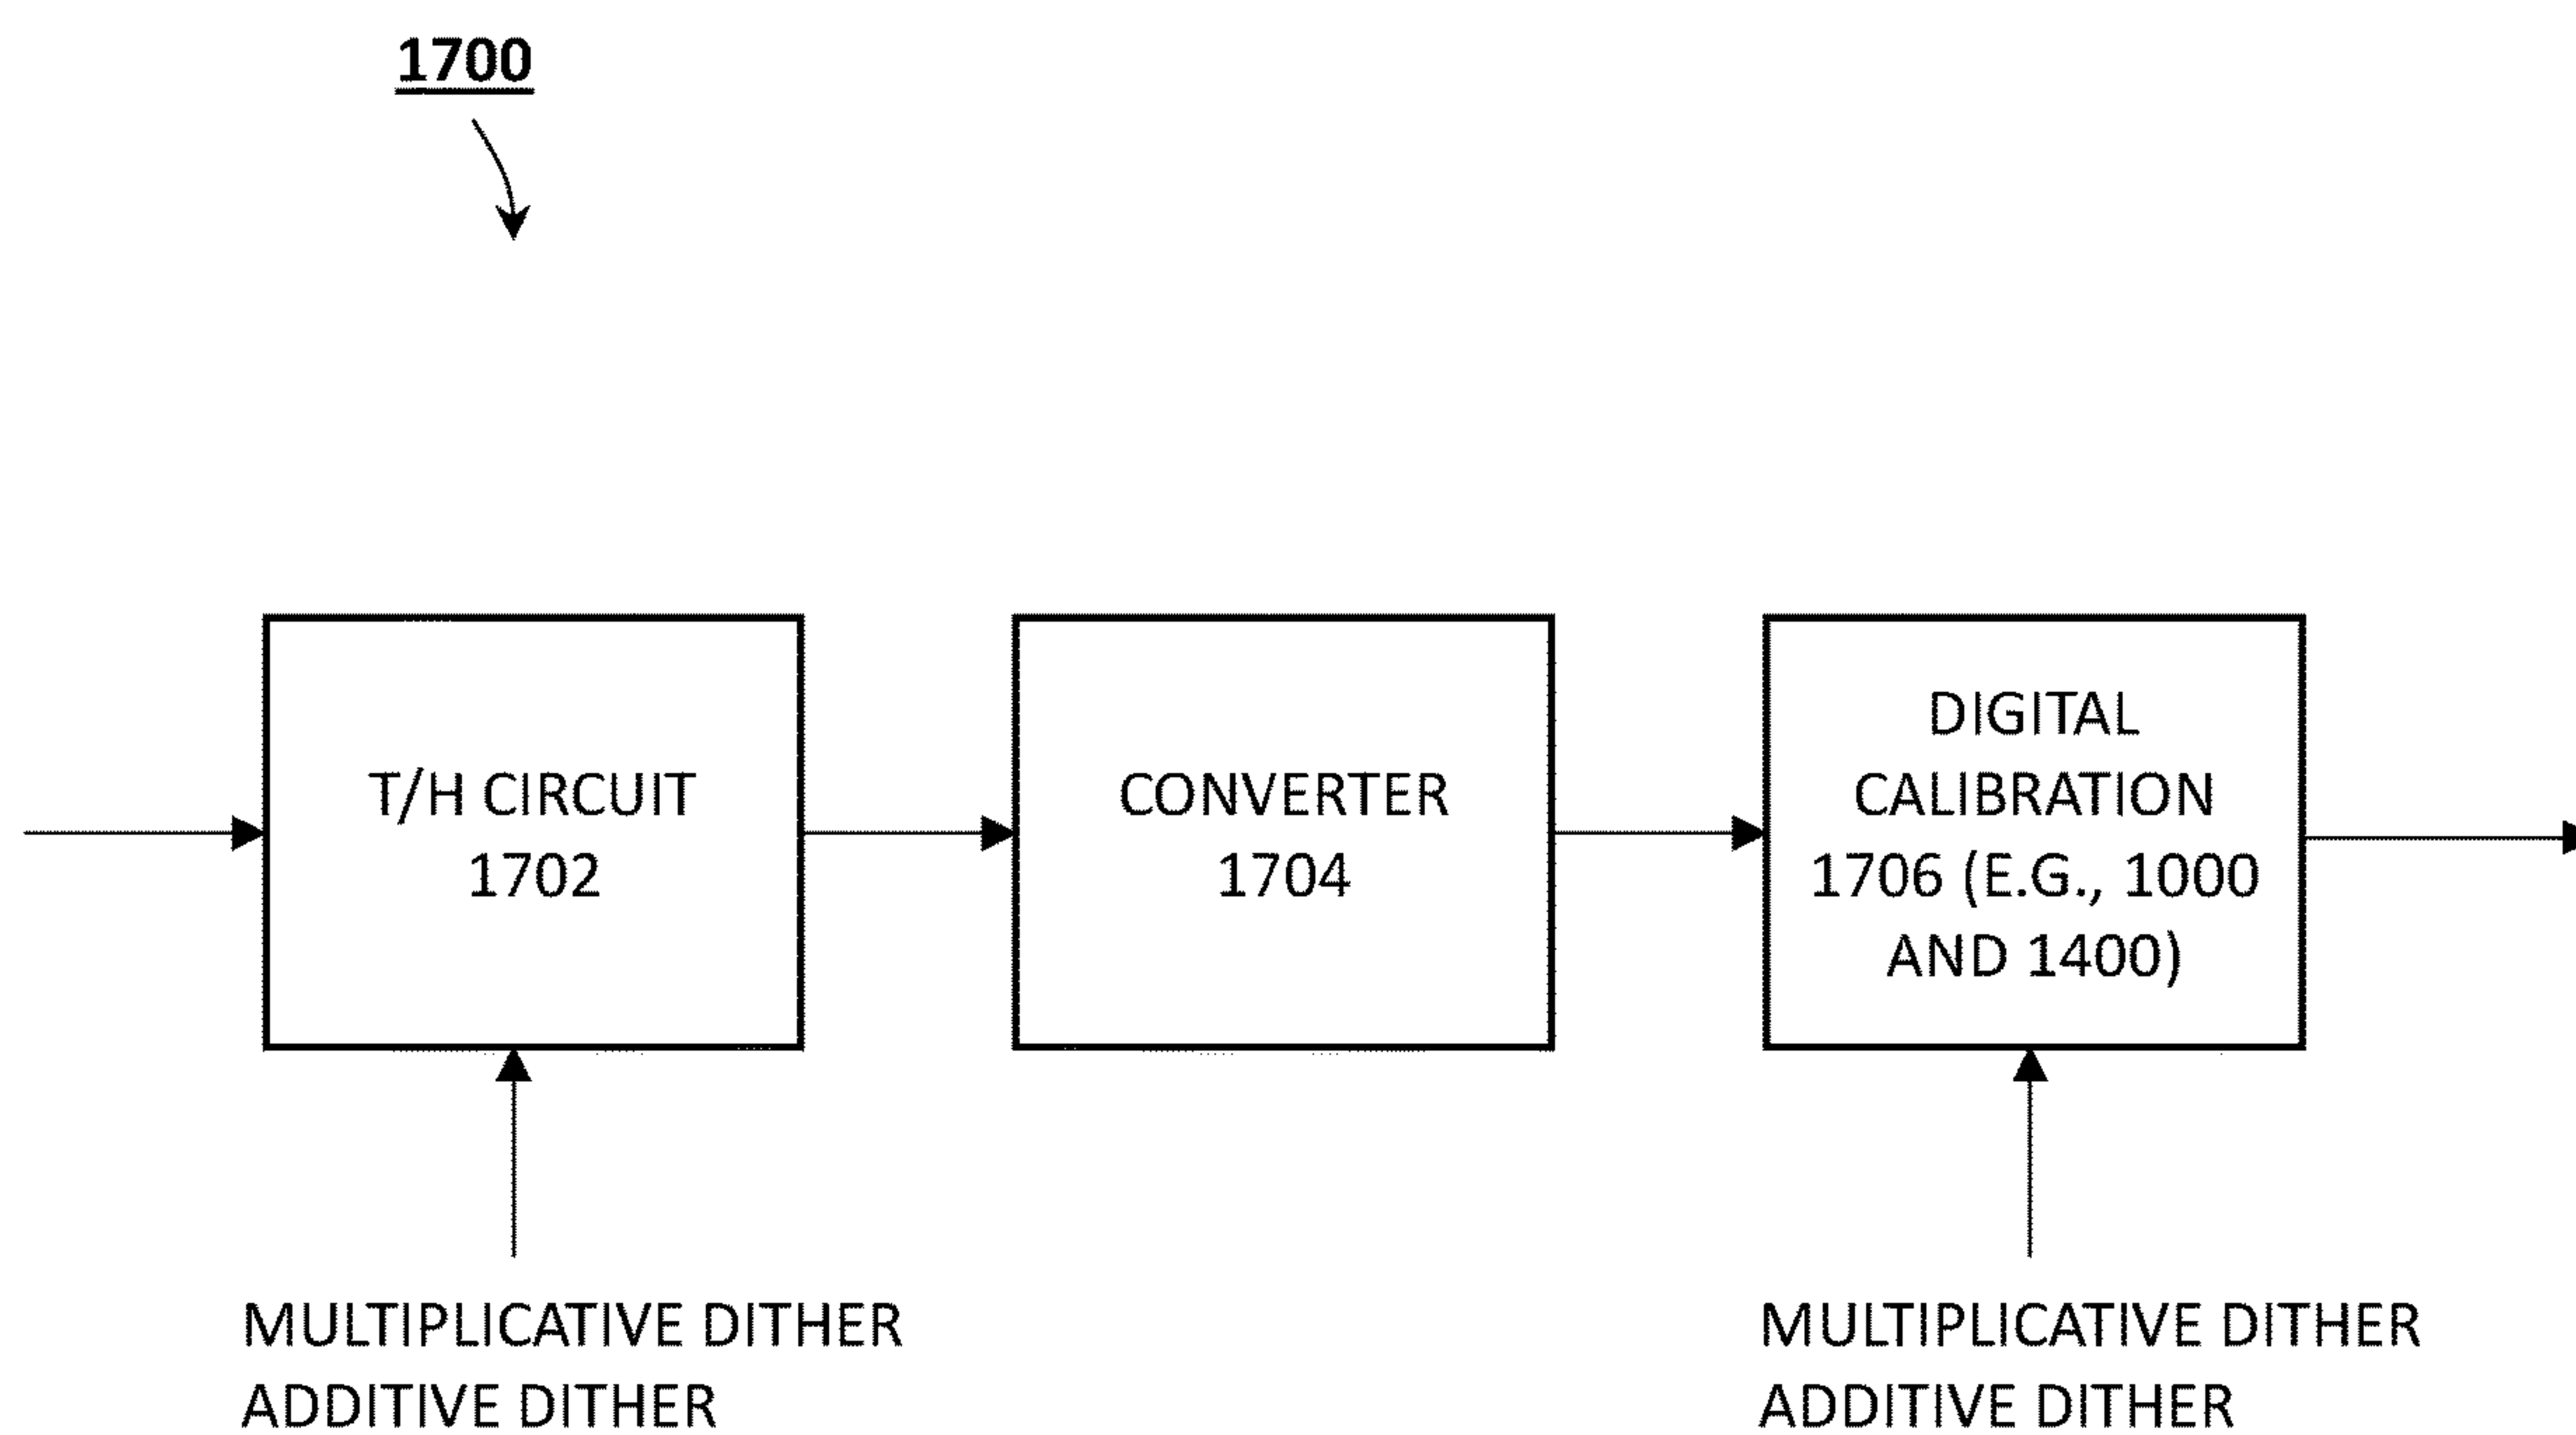 1700
T/H CIRCUIT
1702
CONVERTER
1704
DIGITAL
CALIBRATION
1706 (E.G., 1000
AND 1400)
MULTIPLICATIVE DITHER
ADDITIVE DITHER
MULTIPLICATIVE DITHER
ADDITIVE DITHER